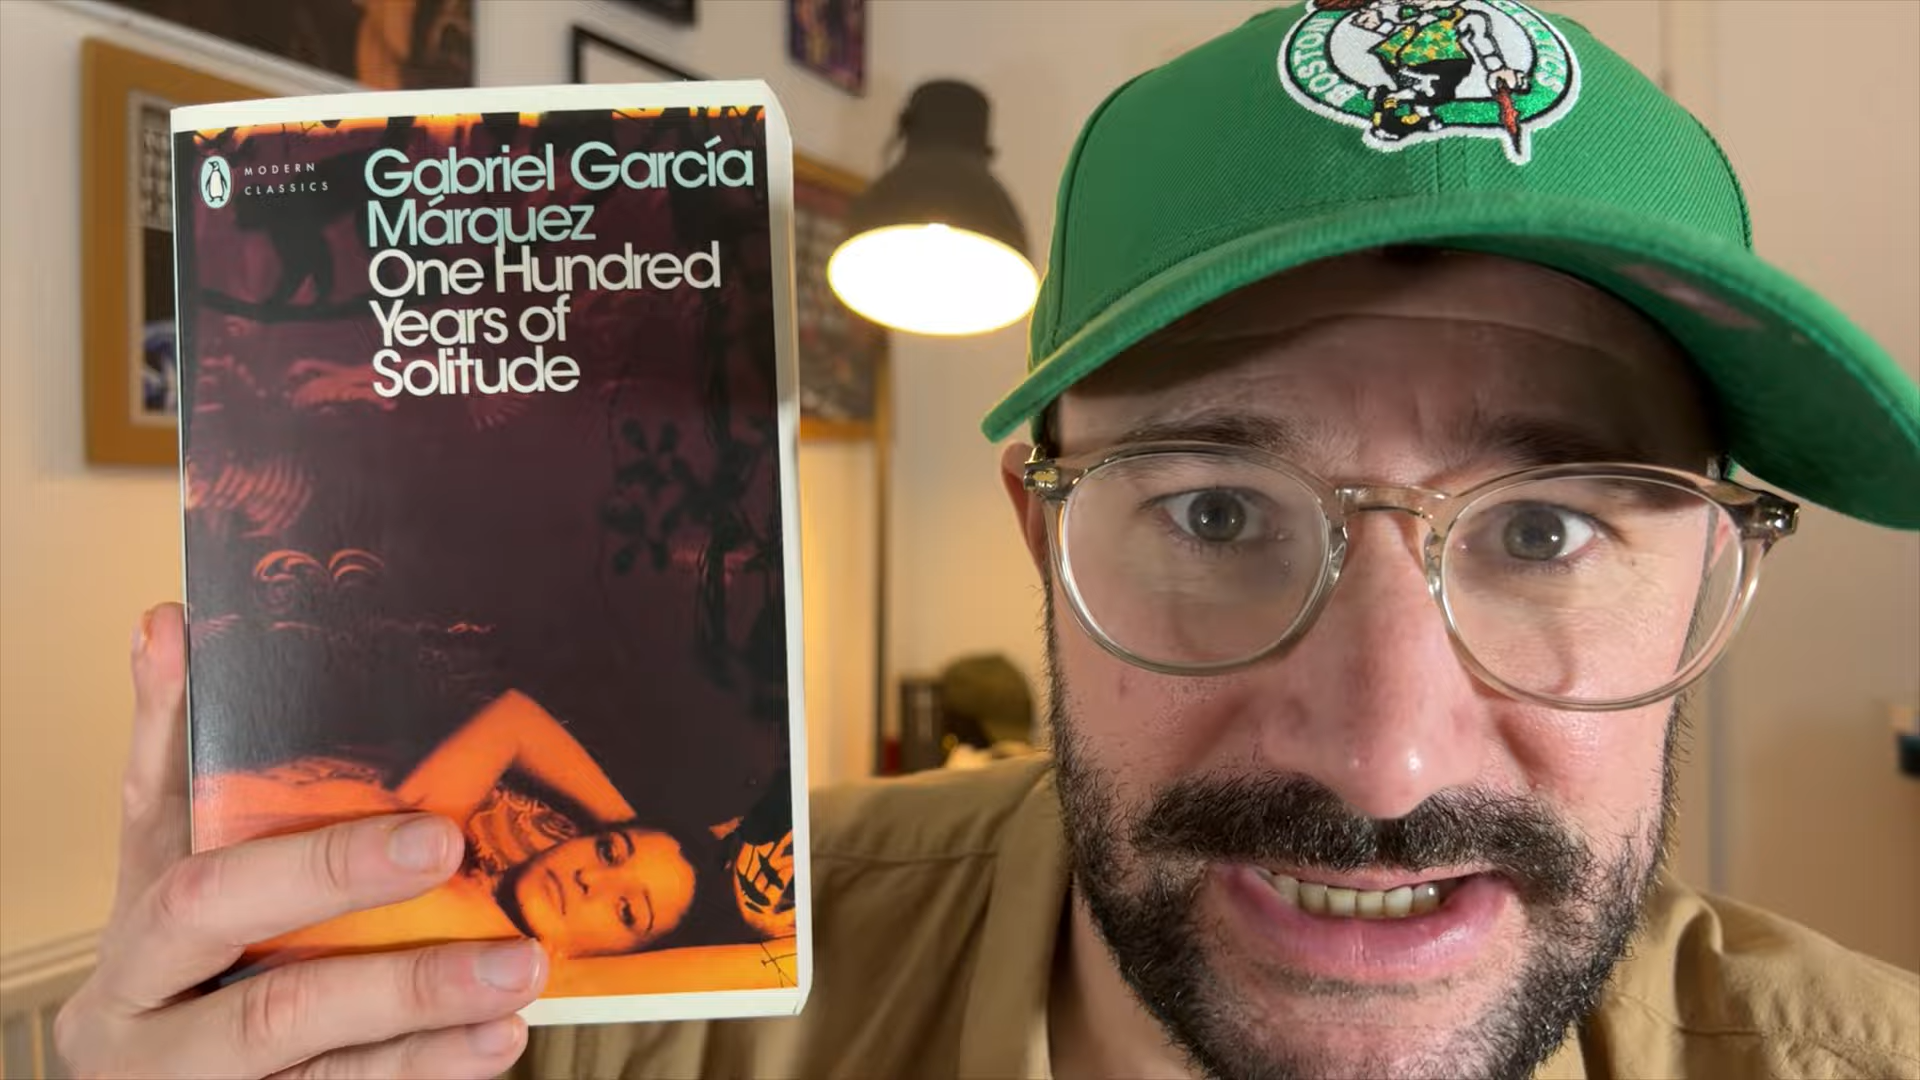 MODERN
CLASSICS
Gabriel García
Márquez
One Hundred
Years of
Solitude
BOSTON CELTICS